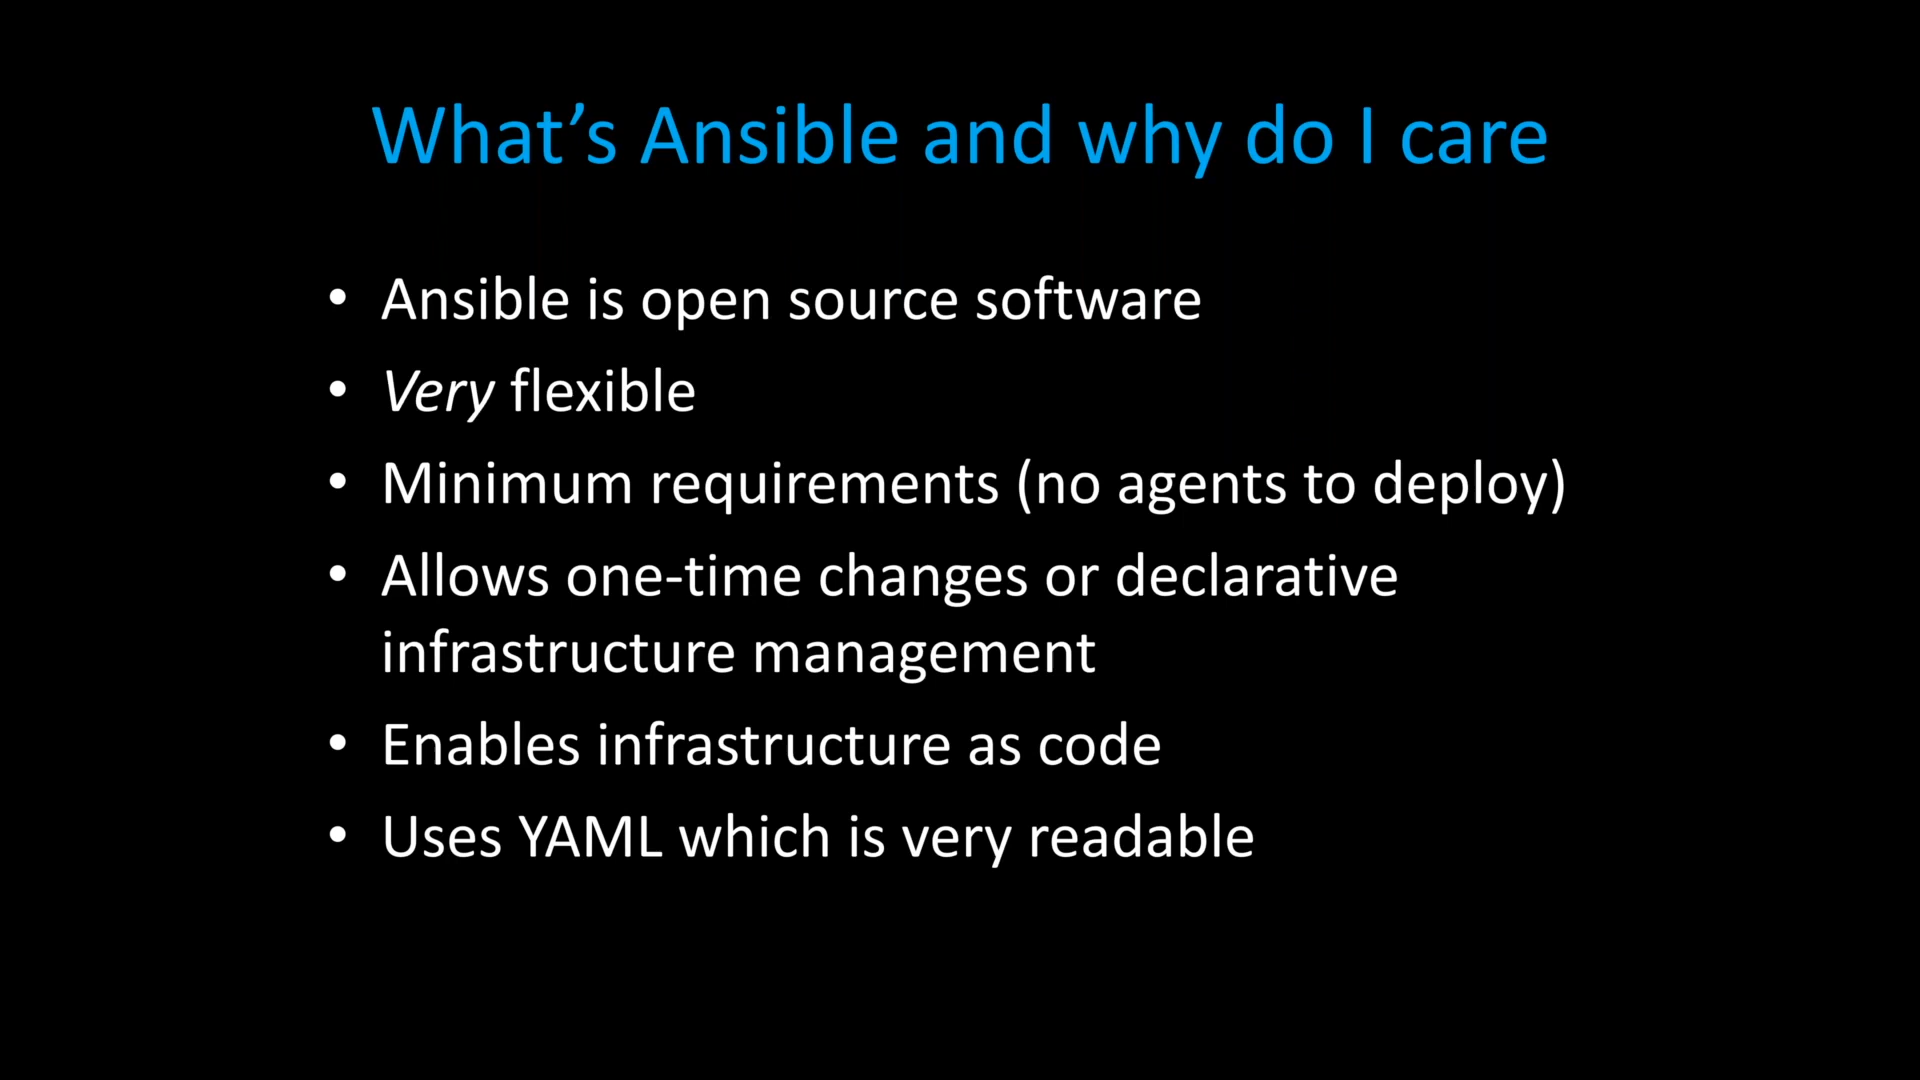 What’s Ansible and why do I care
• Ansible is open source software
• Very flexible
• Minimum requirements (no agents to deploy)
• Allows one-time changes or declarative
infrastructure management
• Enables infrastructure as code
• Uses YAML which is very readable